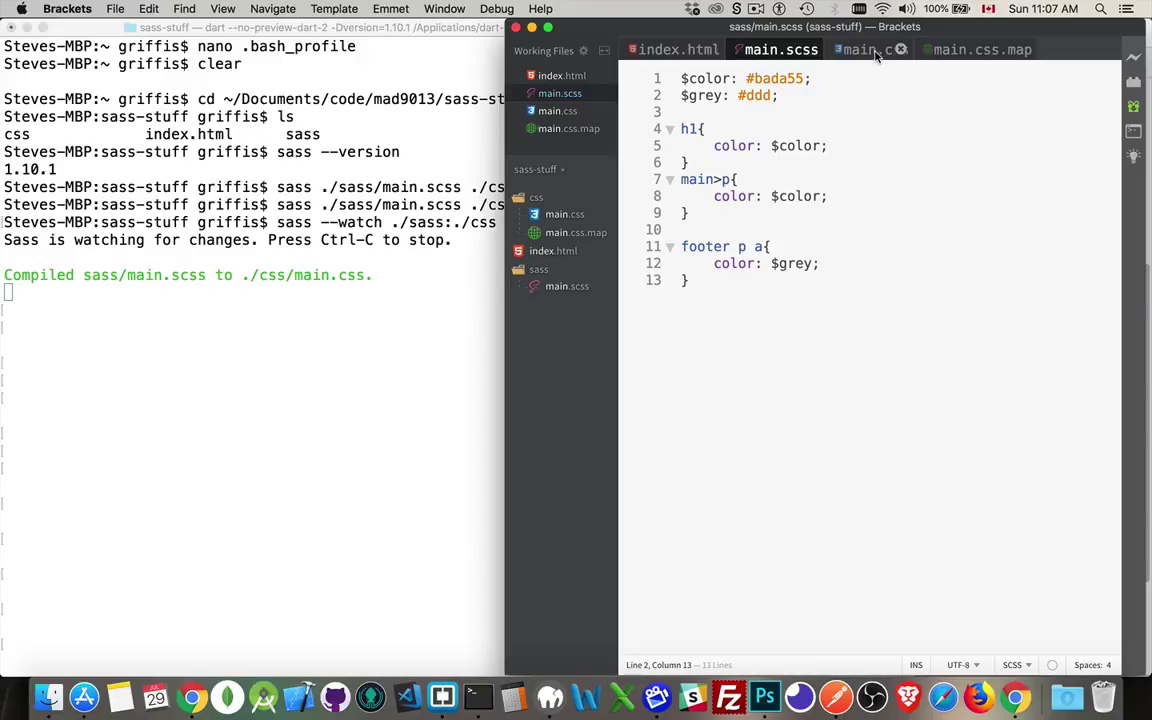 Brackets File Edit Find View Navigate Template Emmet Window Debug Help 100% Sun 11:07 AM
sass-stuff — dart --no-preview-dart-2 -Dversion=1.10.1 /Applications/dart-
Steves-MBP:~ griffis$ nano .bash_profile
Steves-MBP:~ griffis$ clear
Steves-MBP:~ griffis$ cd ~/Documents/code/mad9013/sass-st
Steves-MBP:sass-stuff griffis$ ls
css index.html sass
Steves-MBP:sass-stuff griffis$ sass --version
1.10.1
Steves-MBP:sass-stuff griffis$ sass ./sass/main.scss ./cs
Steves-MBP:sass-stuff griffis$ sass ./sass/main.scss ./cs
Steves-MBP:sass-stuff griffis$ sass --watch ./sass:./css
Sass is watching for changes. Press Ctrl-C to stop.
Compiled sass/main.scss to ./css/main.css.
sass/main.scss (sass-stuff) — Brackets
Working Files
index.html
main.scss
main.css
main.css.map
sass-stuff
css
main.css
main.css.map
index.html
sass
main.scss
index.html main.scss main.c main.css.map
1 $color: #bada55;
2 $grey: #ddd;
3
4 h1{
5 color: $color;
6 }
7 main>p{
8 color: $color;
9 }
10
11 footer p a{
12 color: $grey;
13 }
Line 2, Column 13 — 13 Lines
INS UTF-8 SCSS Spaces: 4
JUL
29